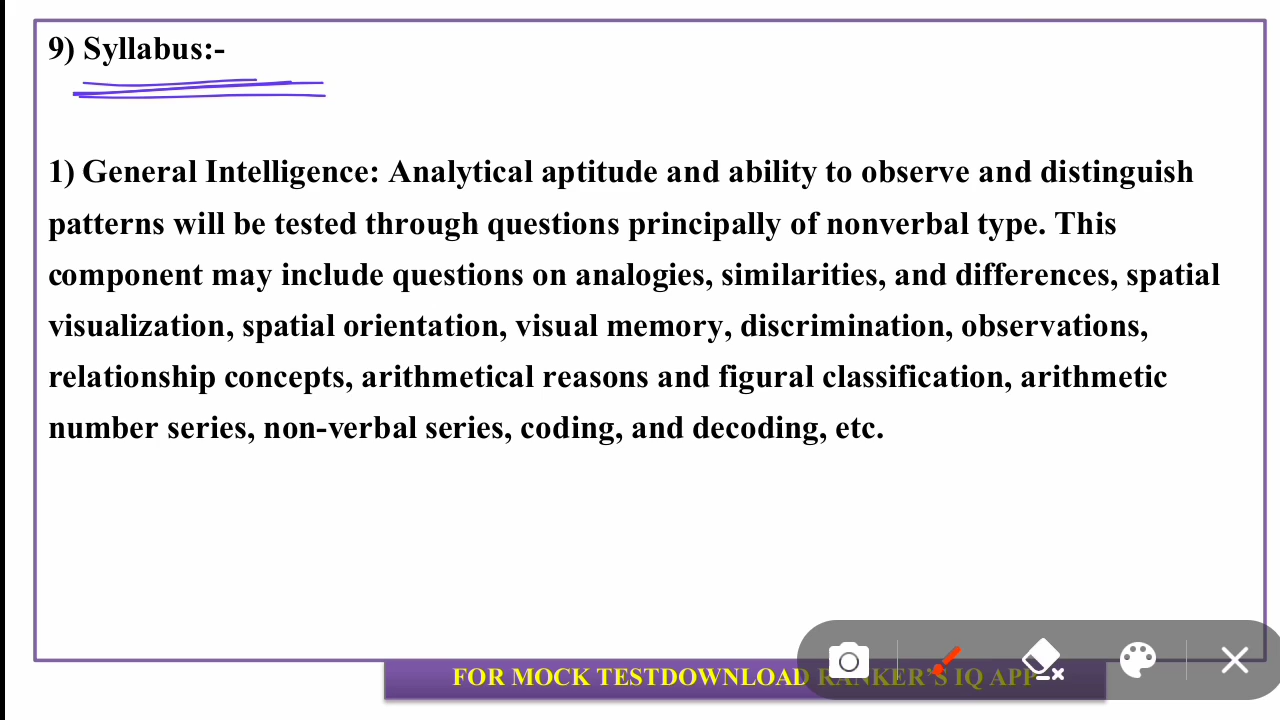 9) Syllabus:-
1) General Intelligence: Analytical aptitude and ability to observe and distinguish
patterns will be tested through questions principally of nonverbal type. This
component may include questions on analogies, similarities, and differences, spatial
visualization, spatial orientation, visual memory, discrimination, observations,
relationship concepts, arithmetical reasons and figural classification, arithmetic
number series, non-verbal series, coding, and decoding, etc.
FOR MOCK TESTDOWNLOAD RANKER'S IQ APP